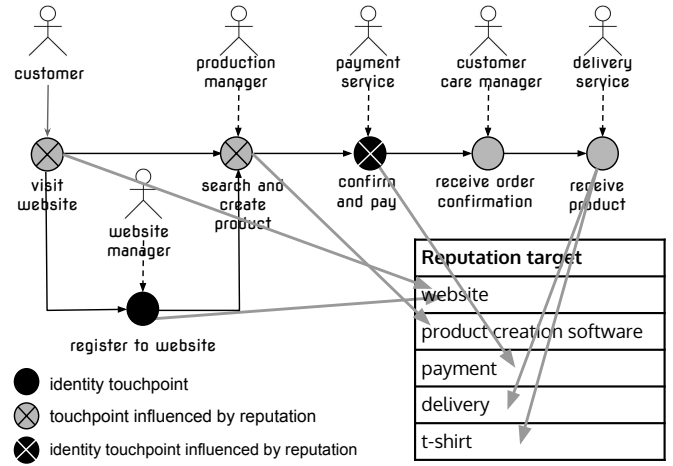 customer
production
manager
payment
service
customer
care manager
delivery
service
visit
website
search and
create
product
confirm
and pay
receive order
confirmation
receive
product
website
manager
register to website
Reputation target
website
product creation software
payment
delivery
t-shirt
identity touchpoint
touchpoint influenced by reputation
identity touchpoint influenced by reputation